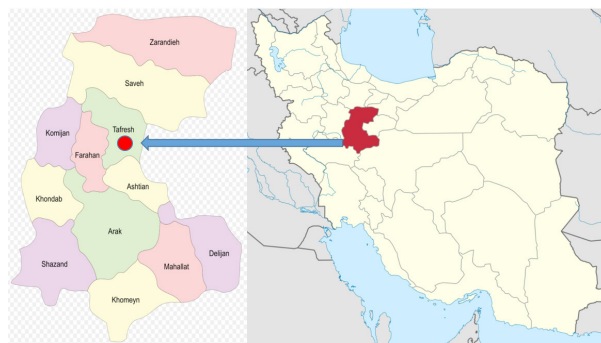 Zarandieh
Saveh
Tafresh
Komijan
Farahan
Ashtian
Khondab
Arak
Shazand
Mahallat
Delijan
Khomeyn